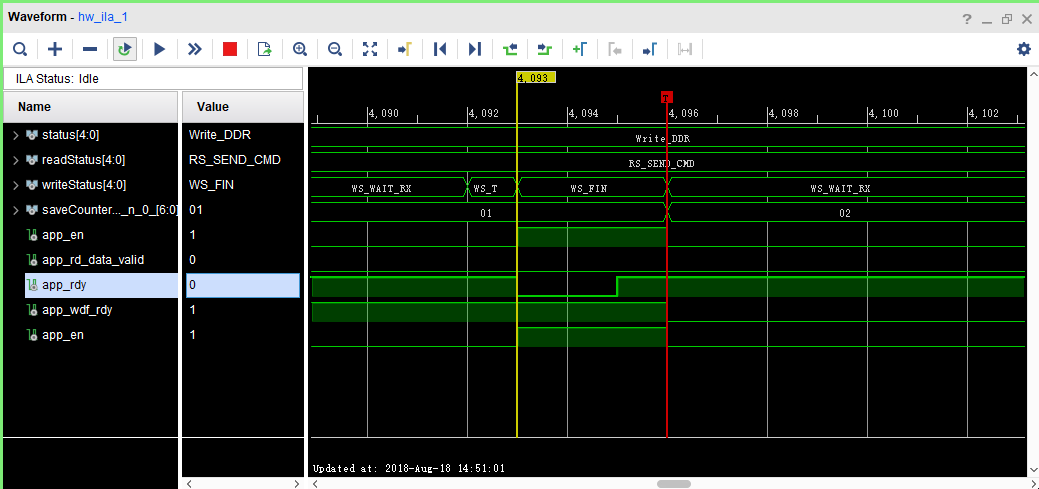 Waveform - hw_ila_1
ILA Status: Idle
Name Value
status[4:0] Write_DDR
readStatus[4:0] RS_SEND_CMD
writeStatus[4:0] WS_FIN
saveCounter..._n_0_[6:0] 01
app_en 1
app_rd_data_valid 0
app_rdy 0
app_wdf_rdy 1
app_en 1
4,093
T
4,090 4,092 4,094 4,096 4,098 4,100 4,102
Write_DDR
RS_SEND_CMD
WS_WAIT_RX WS_T WS_FIN WS_WAIT_RX
01 02
Updated at: 2018-Aug-18 14:51:01